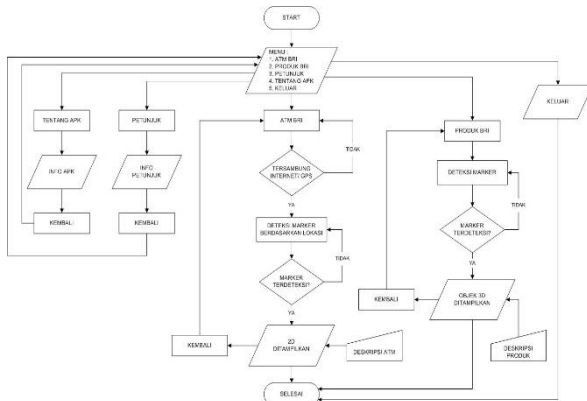 START
MENU :
1. ATM BRI
2. PRODUK BRI
3. PETUNJUK
4. TENTANG APK
5. KELUAR
KELUAR
TENTANG APK
PETUNJUK
ATM BRI
PRODUK BRI
TIDAK
INFO APK
INFO
PETUNJUK
TERSAMBUNG
INTERNET/ GPS
DETEKSI MARKER
TIDAK
YA
KEMBALI
KEMBALI
DETEKSI MARKER
BERDASARKAN LOKASI
MARKER
TERDETEKSI?
TIDAK
YA
MARKER
TERDETEKSI?
KEMBALI
OBJEK 3D
DITAMPILKAN
YA
KEMBALI
2D
DITAMPILKAN
DESKRIPSI ATM
DESKRIPSI
PRODUK
SELESAI